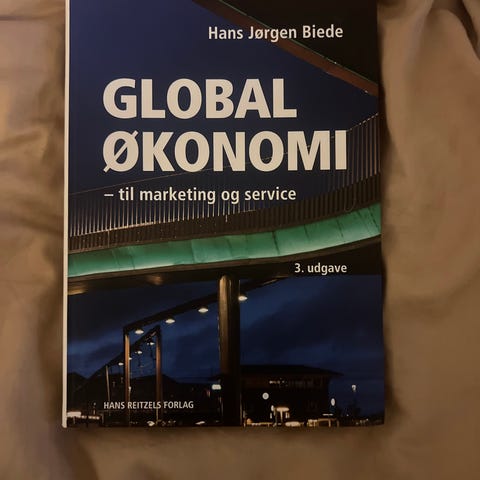 Hans Jørgen Biede
GLOBAL
ØKONOMI
– til marketing og service
3. udgave
HANS REITZELS FORLAG